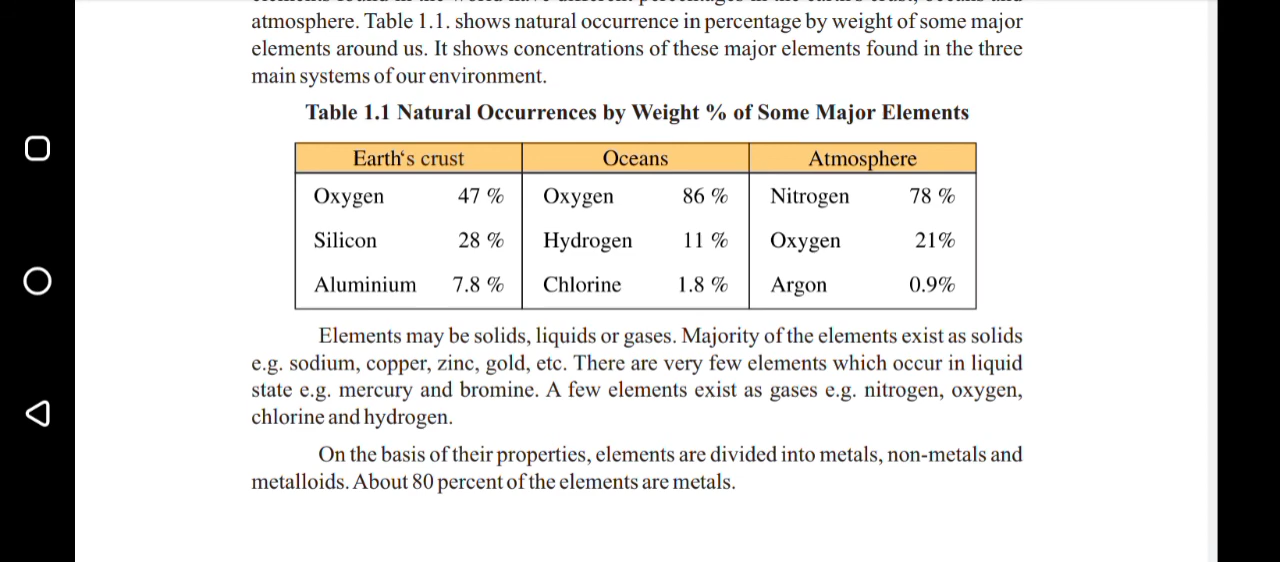 atmosphere. Table 1.1. shows natural occurrence in percentage by weight of some major
elements around us. It shows concentrations of these major elements found in the three
main systems of our environment.
Table 1.1 Natural Occurrences by Weight % of Some Major Elements
Earth's crust Oceans Atmosphere
Oxygen 47 % Oxygen 86 % Nitrogen 78 %
Silicon 28 % Hydrogen 11 % Oxygen 21%
Aluminium 7.8 % Chlorine 1.8 % Argon 0.9%
Elements may be solids, liquids or gases. Majority of the elements exist as solids
e.g. sodium, copper, zinc, gold, etc. There are very few elements which occur in liquid
state e.g. mercury and bromine. A few elements exist as gases e.g. nitrogen, oxygen,
chlorine and hydrogen.
On the basis of their properties, elements are divided into metals, non-metals and
metalloids. About 80 percent of the elements are metals.